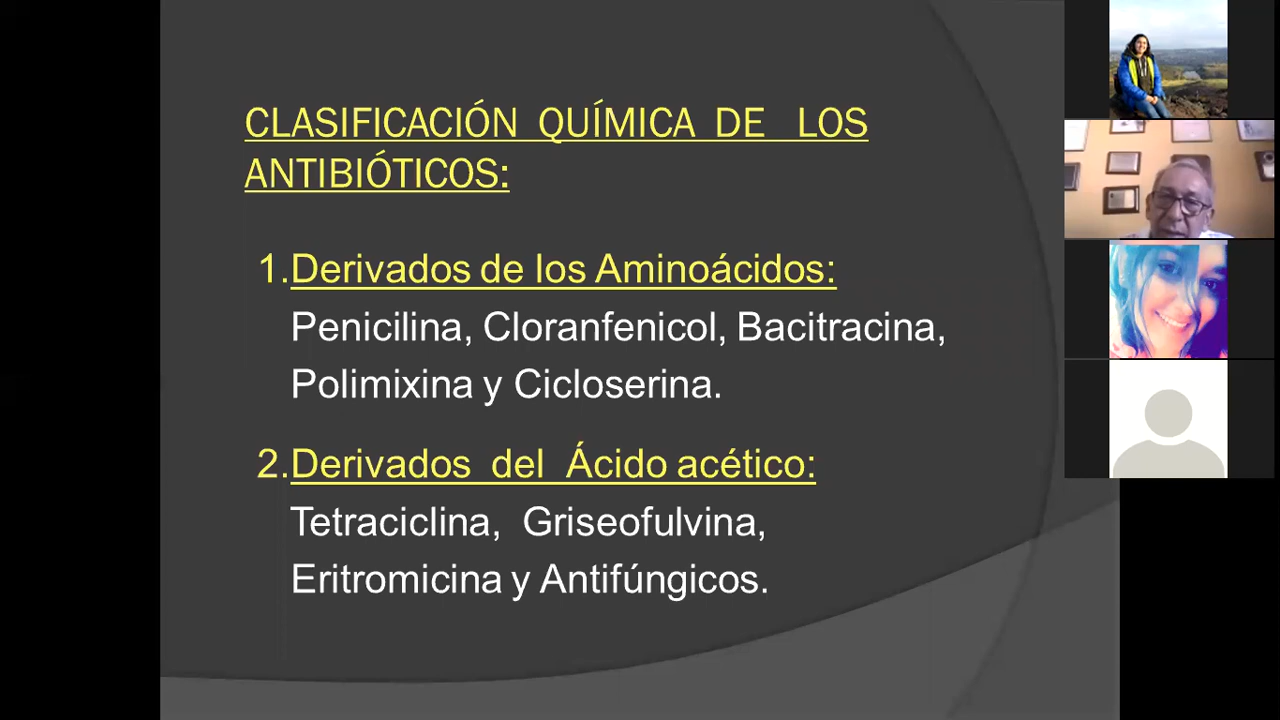 CLASIFICACIÓN QUÍMICA DE LOS
ANTIBIÓTICOS:
1.Derivados de los Aminoácidos:
Penicilina, Cloranfenicol, Bacitracina,
Polimixina y Cicloserina.
2.Derivados del Ácido acético:
Tetraciclina, Griseofulvina,
Eritromicina y Antifúngicos.